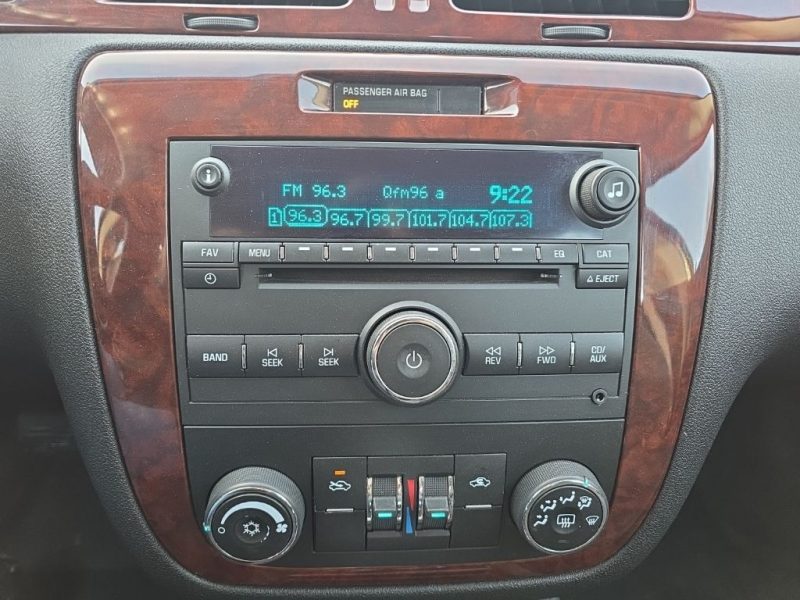 PASSENGER AIR BAG
OFF
FM 96.3 Qfm96 a 9:22
1 96.3 96.7 99.7 101.7 104.7 107.3
FAV MENU EQ CAT
EJECT
BAND SEEK SEEK REV FWD CD/
AUX